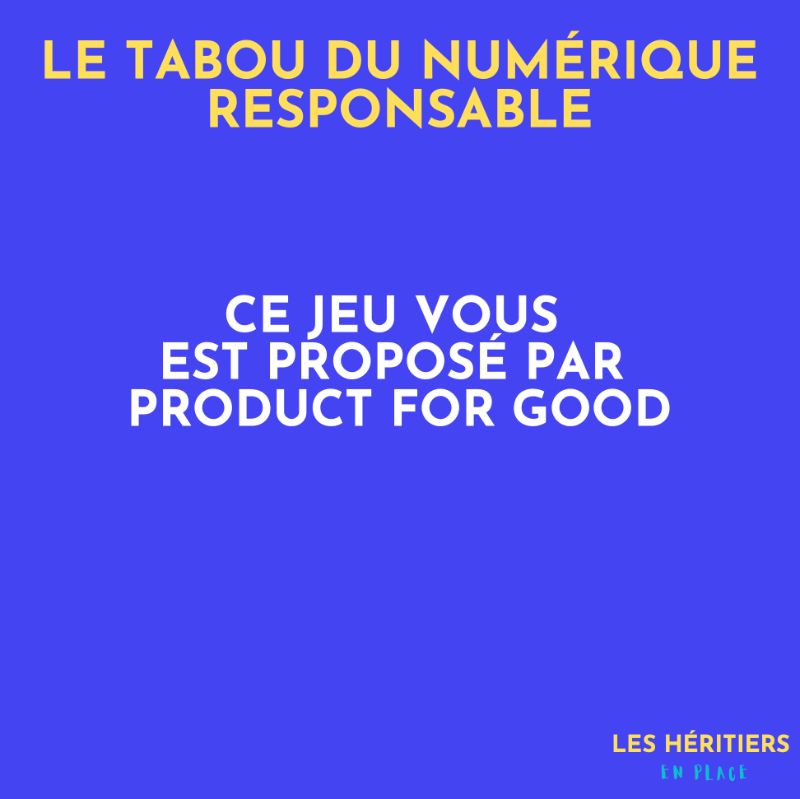 LE TABOU DU NUMÉRIQUE
RESPONSABLE
CE JEU VOUS
EST PROPOSÉ PAR
PRODUCT FOR GOOD
LES HÉRITIERS
EN PLACE